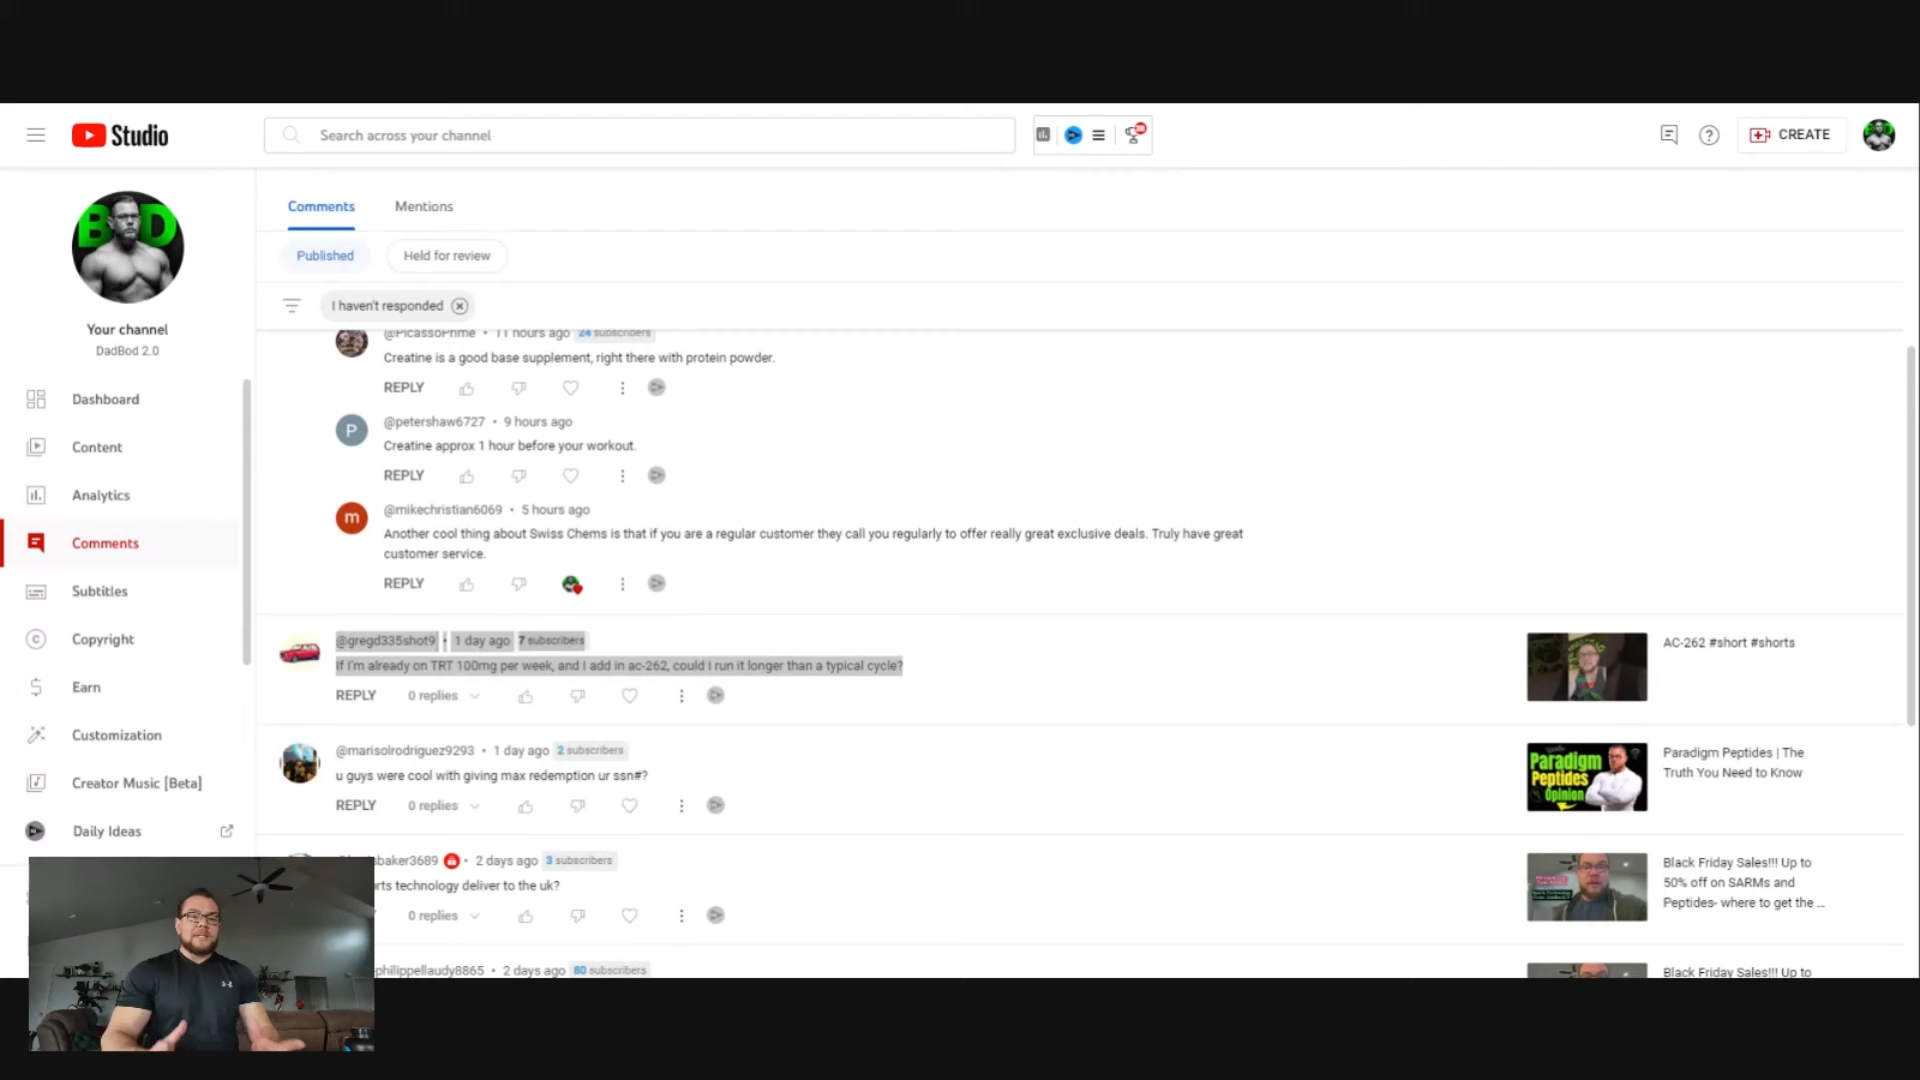 Studio
Search across your channel
CREATE
B D
Your channel
DadBod 2.0
Dashboard
Content
Analytics
Comments
Subtitles
Copyright
Earn
Customization
Creator Music [Beta]
Daily Ideas
Comments
Mentions
Published
Held for review
I haven't responded
@PicassoPrime • 11 hours ago 24 subscribers
Creatine is a good base supplement, right there with protein powder.
REPLY
P
@petershaw6727 • 9 hours ago
Creatine approx 1 hour before your workout.
REPLY
m
@mikechristian6069 • 5 hours ago
Another cool thing about Swiss Chems is that if you are a regular customer they call you regularly to offer really great exclusive deals. Truly have great
customer service.
REPLY
@gregd335shot9 • 1 day ago 7 subscribers
If I'm already on TRT 100mg per week, and I add in ac-262, could I run it longer than a typical cycle?
REPLY 0 replies
AC-262 #short #shorts
@marisolrodriguez9293 • 1 day ago 2 subscribers
u guys were cool with giving max redemption ur ssn#?
REPLY 0 replies
Paradigm
Peptides
Opinion
Paradigm Peptides | The
Truth You Need to Know
sbaker3689 • 2 days ago 3 subscribers
rts technology deliver to the uk?
0 replies
Black Friday Sales!!! Up to
50% off on SARMs and
Peptides- where to get the ...
philippellaudy8865 • 2 days ago 80 subscribers
Black Friday Sales!!! Up to